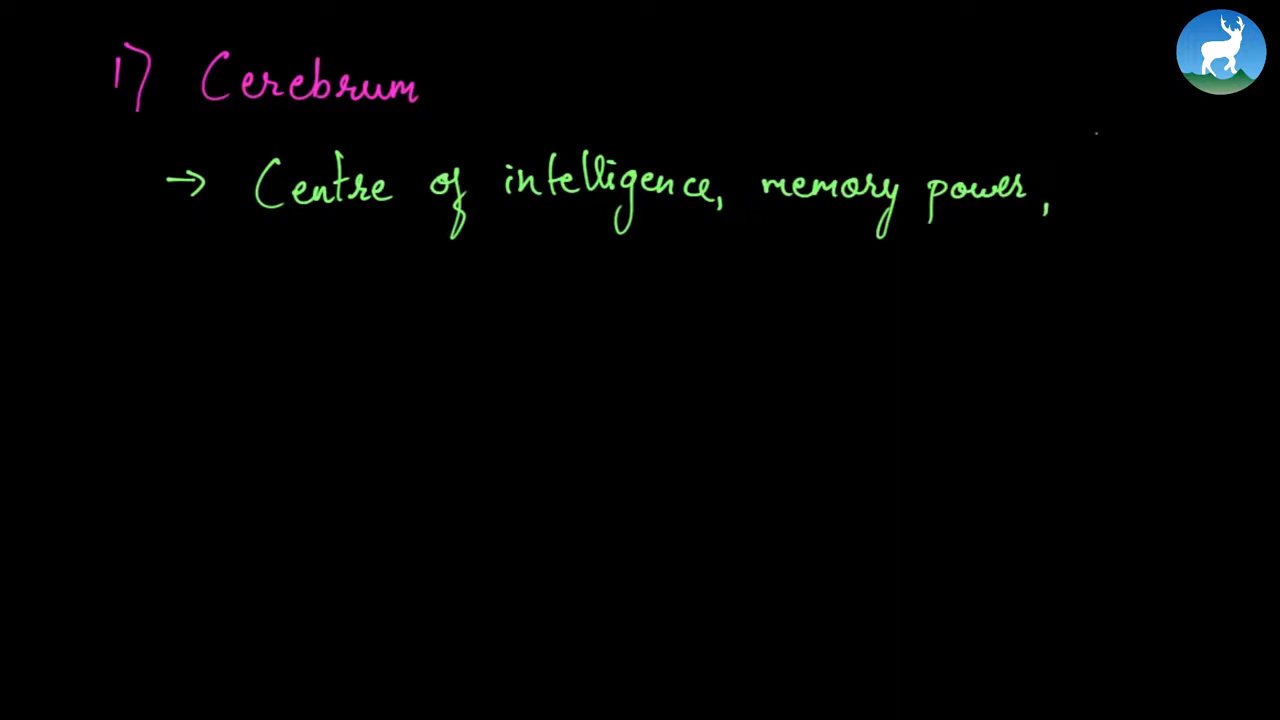 1) Cerebrum
→ Centre of intelligence, memory power,